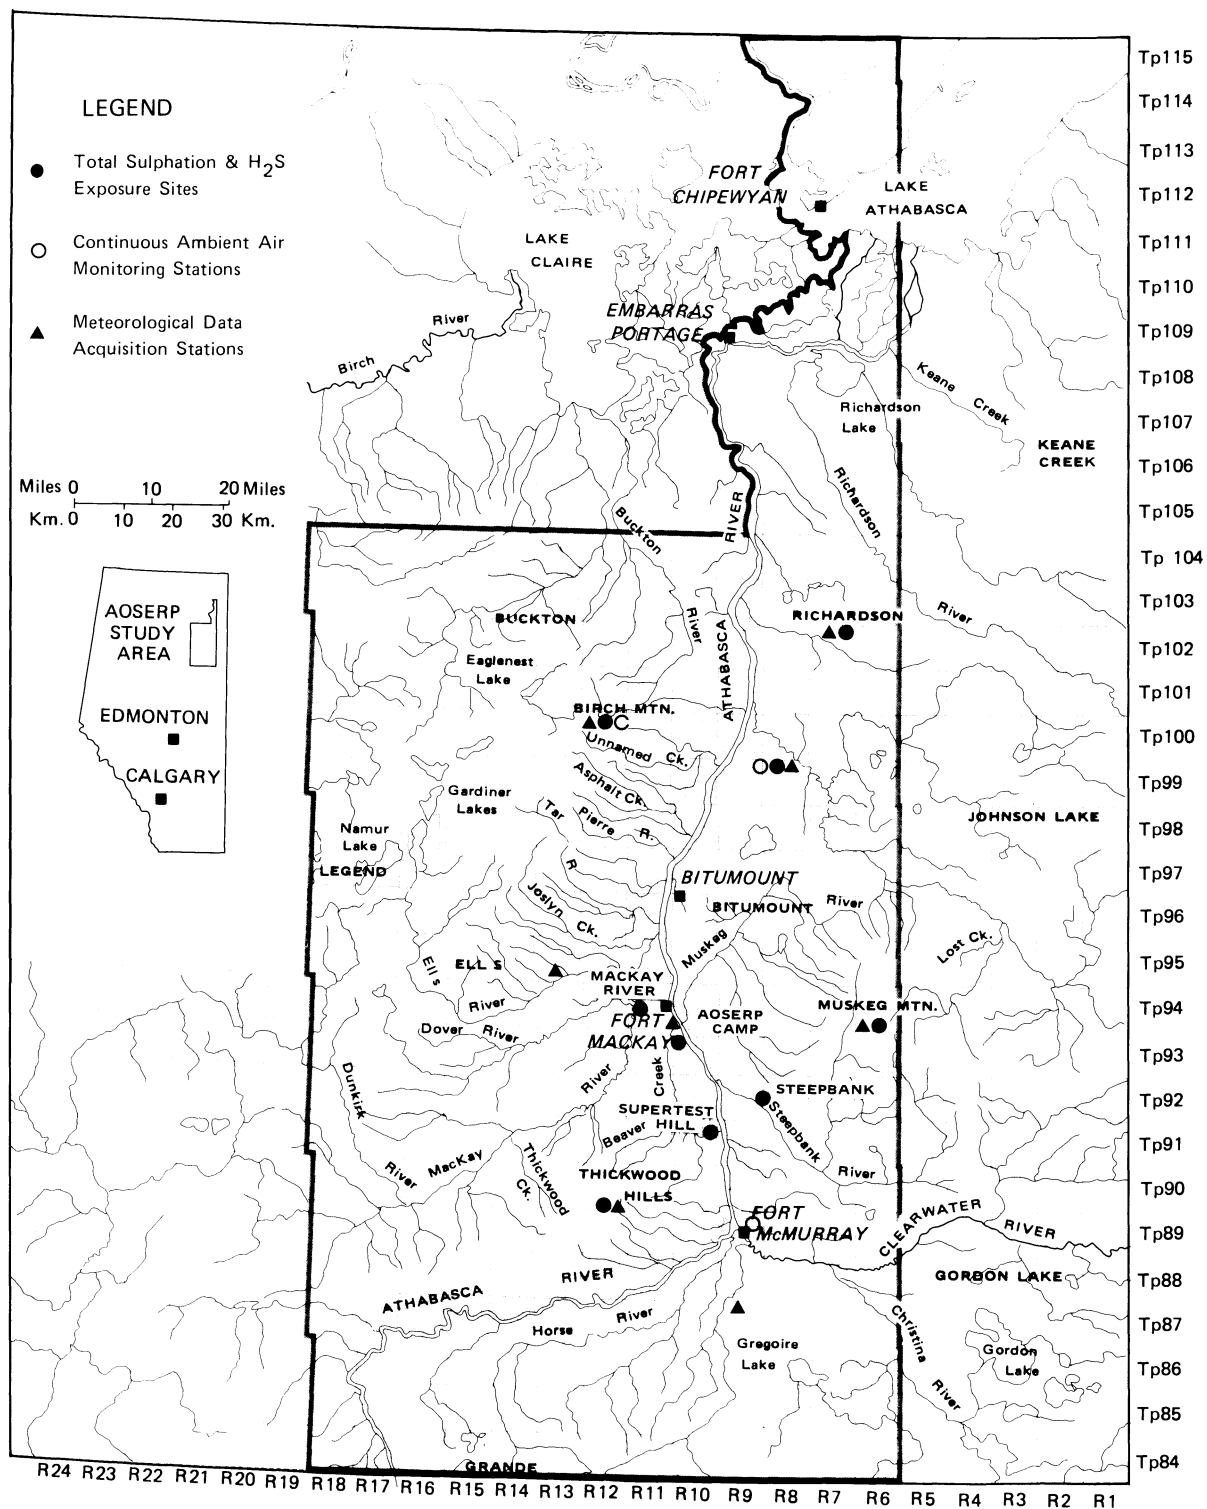 LEGEND
Total Sulphation & H2S
Exposure Sites
Continuous Ambient Air
Monitoring Stations
Meteorological Data
Acquisition Stations
Miles 0 10 20 Miles
Km. 0 10 20 30 Km.
AOSERP
STUDY
AREA
EDMONTON
CALGARY
FORT
CHIPEWYAN
LAKE
ATHABASCA
LAKE
CLAIRE
EMBARRAS
PORTAGE
Birch River
Keane Creek
Richardson
Lake
KEANE
CREEK
Richardson River
Buckton River
ATHABASCA RIVER
BUCKTON
RICHARDSON
Eaglenest
Lake
BIRCH MTN.
Unnamed Ck.
Asphalt Ck.
Pierre R.
Tar R
Gardiner
Lakes
Namur
Lake
LEGEND
JOHNSON LAKE
BITUMOUNT
BITUMOUNT
Muskeg River
Joslyn Ck.
Lost Ck.
ELLS
Ells River
MACKAY
RIVER
FORT
MACKAY
AOSERP
CAMP
MUSKEG MTN.
Dover River
Dunkirk River
MacKay River
Beaver Creek
STEEPBANK
Steepbank River
SUPERTEST
HILL
Thickwood
Ck.
THICKWOOD
HILLS
FORT
McMURRAY
CLEARWATER RIVER
GORDON LAKE
ATHABASCA RIVER
Horse River
Christina River
Gregoire
Lake
Gordon
Lake
GRANDE
Tp115
Tp114
Tp113
Tp112
Tp111
Tp110
Tp109
Tp108
Tp107
Tp106
Tp105
Tp 104
Tp103
Tp102
Tp101
Tp100
Tp99
Tp98
Tp97
Tp96
Tp95
Tp94
Tp93
Tp92
Tp91
Tp90
Tp89
Tp88
Tp87
Tp86
Tp85
Tp84
R24 R23 R22 R21 R20 R19 R18 R17 R16 R15 R14 R13 R12 R11 R10 R9 R8 R7 R6 R5 R4 R3 R2 R1